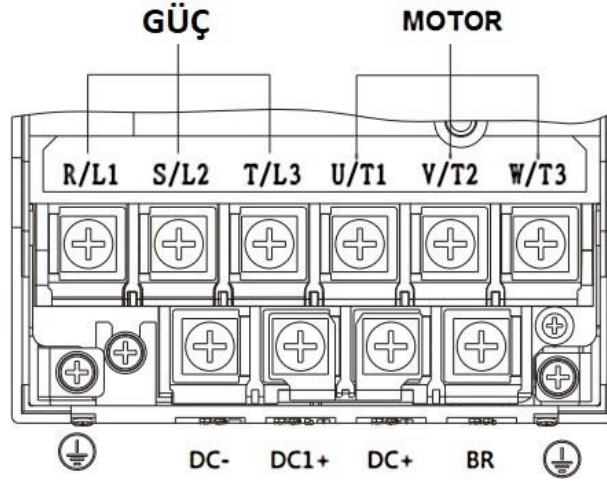 GÜÇ MOTOR
R/L1 S/L2 T/L3 U/T1 V/T2 W/T3
DC- DC1+ DC+ BR